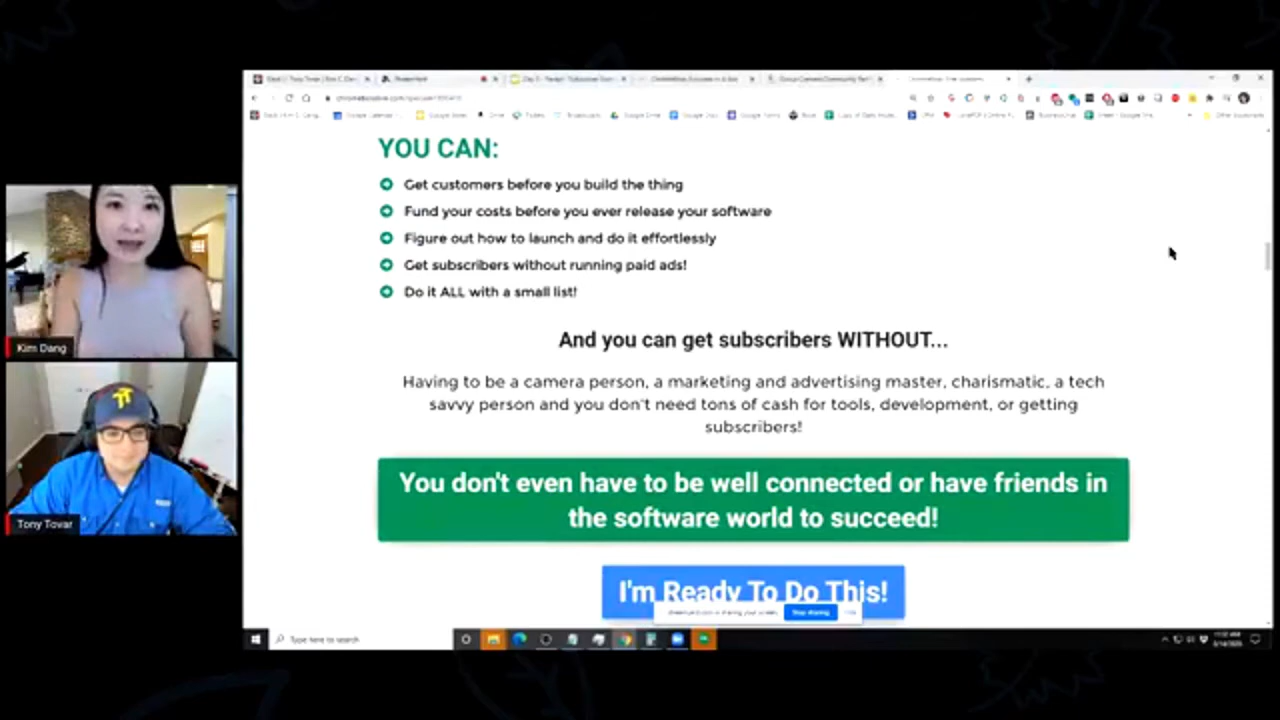 YOU CAN:
Get customers before you build the thing
Fund your costs before you ever release your software
Figure out how to launch and do it effortlessly
Get subscribers without running paid ads!
Do it ALL with a small list!
And you can get subscribers WITHOUT...
Having to be a camera person, a marketing and advertising master, charismatic, a tech
savvy person and you don't need tons of cash for tools, development, or getting
subscribers!
You don't even have to be well connected or have friends in
the software world to succeed!
I'm Ready To Do This!
Stop sharing
Type here to search
Kim Dang
Tony Tovar